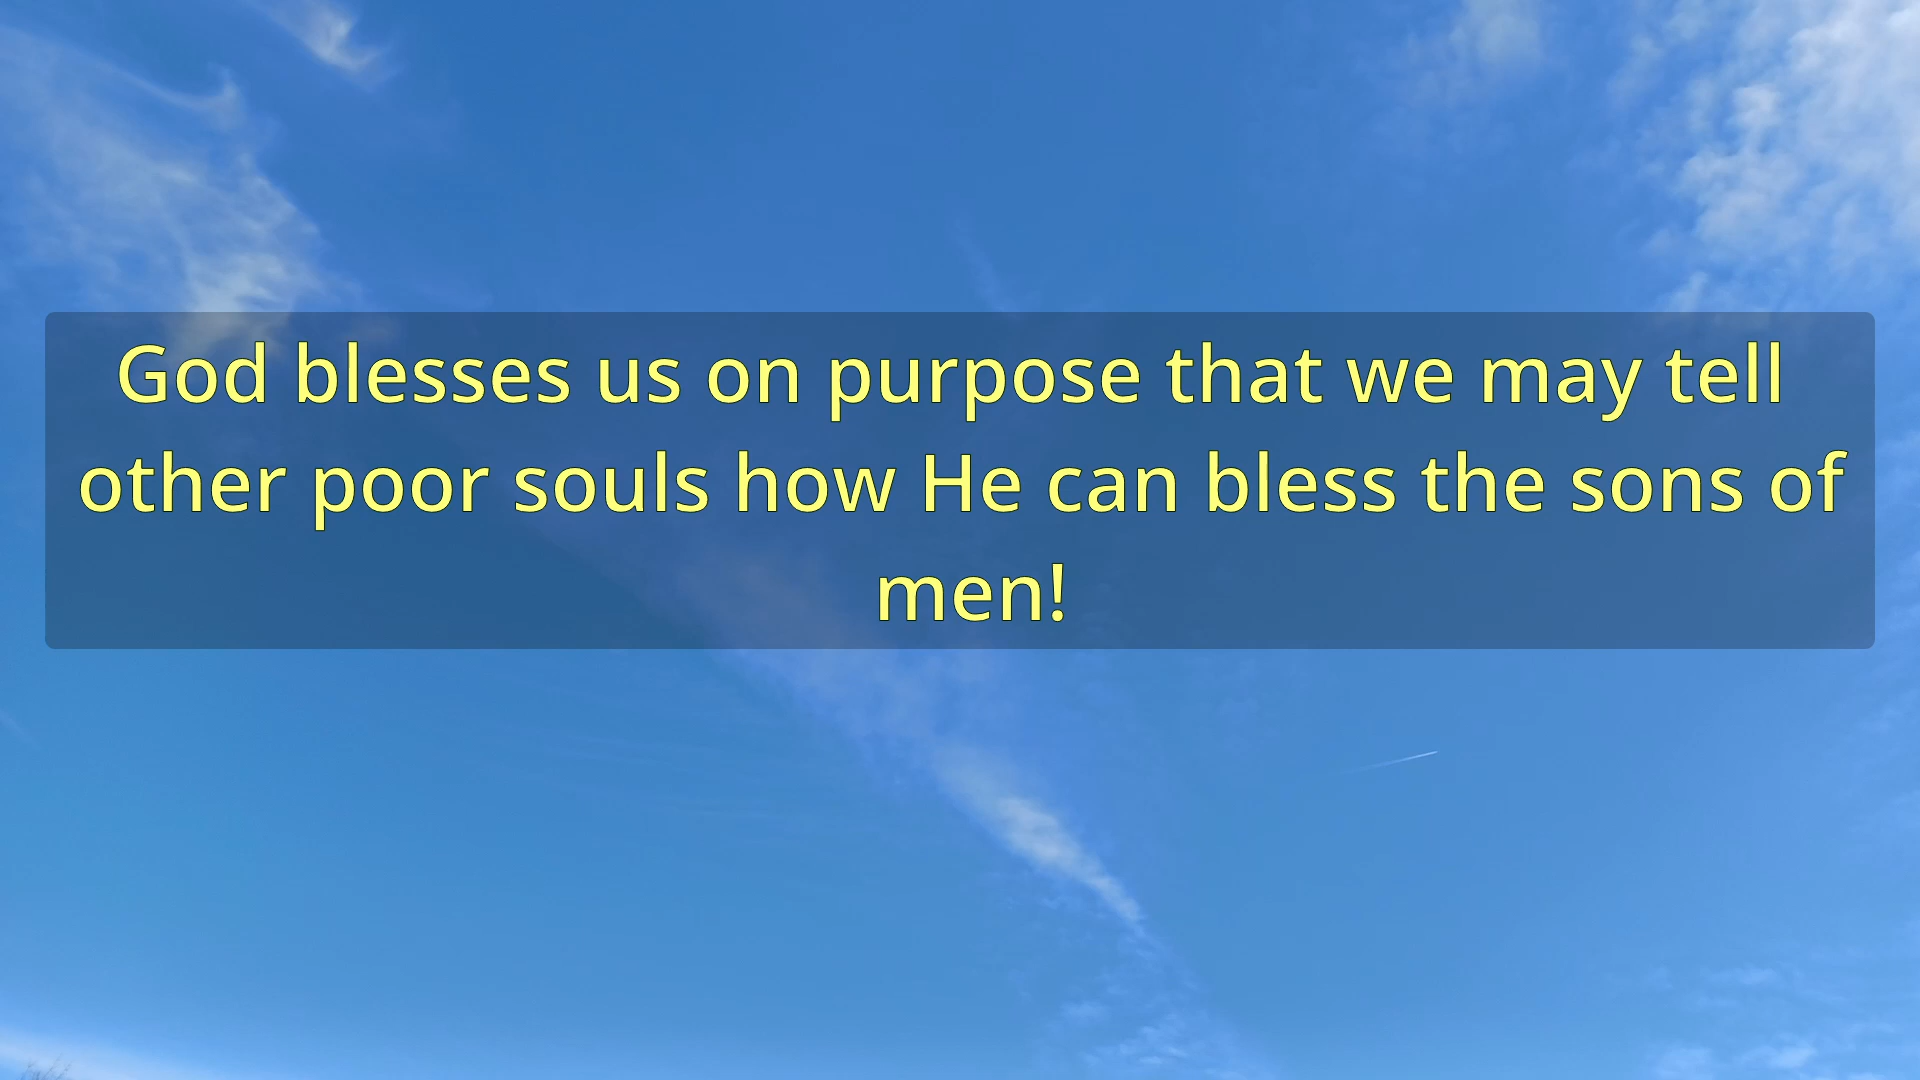 God blesses us on purpose that we may tell
other poor souls how He can bless the sons of
men!